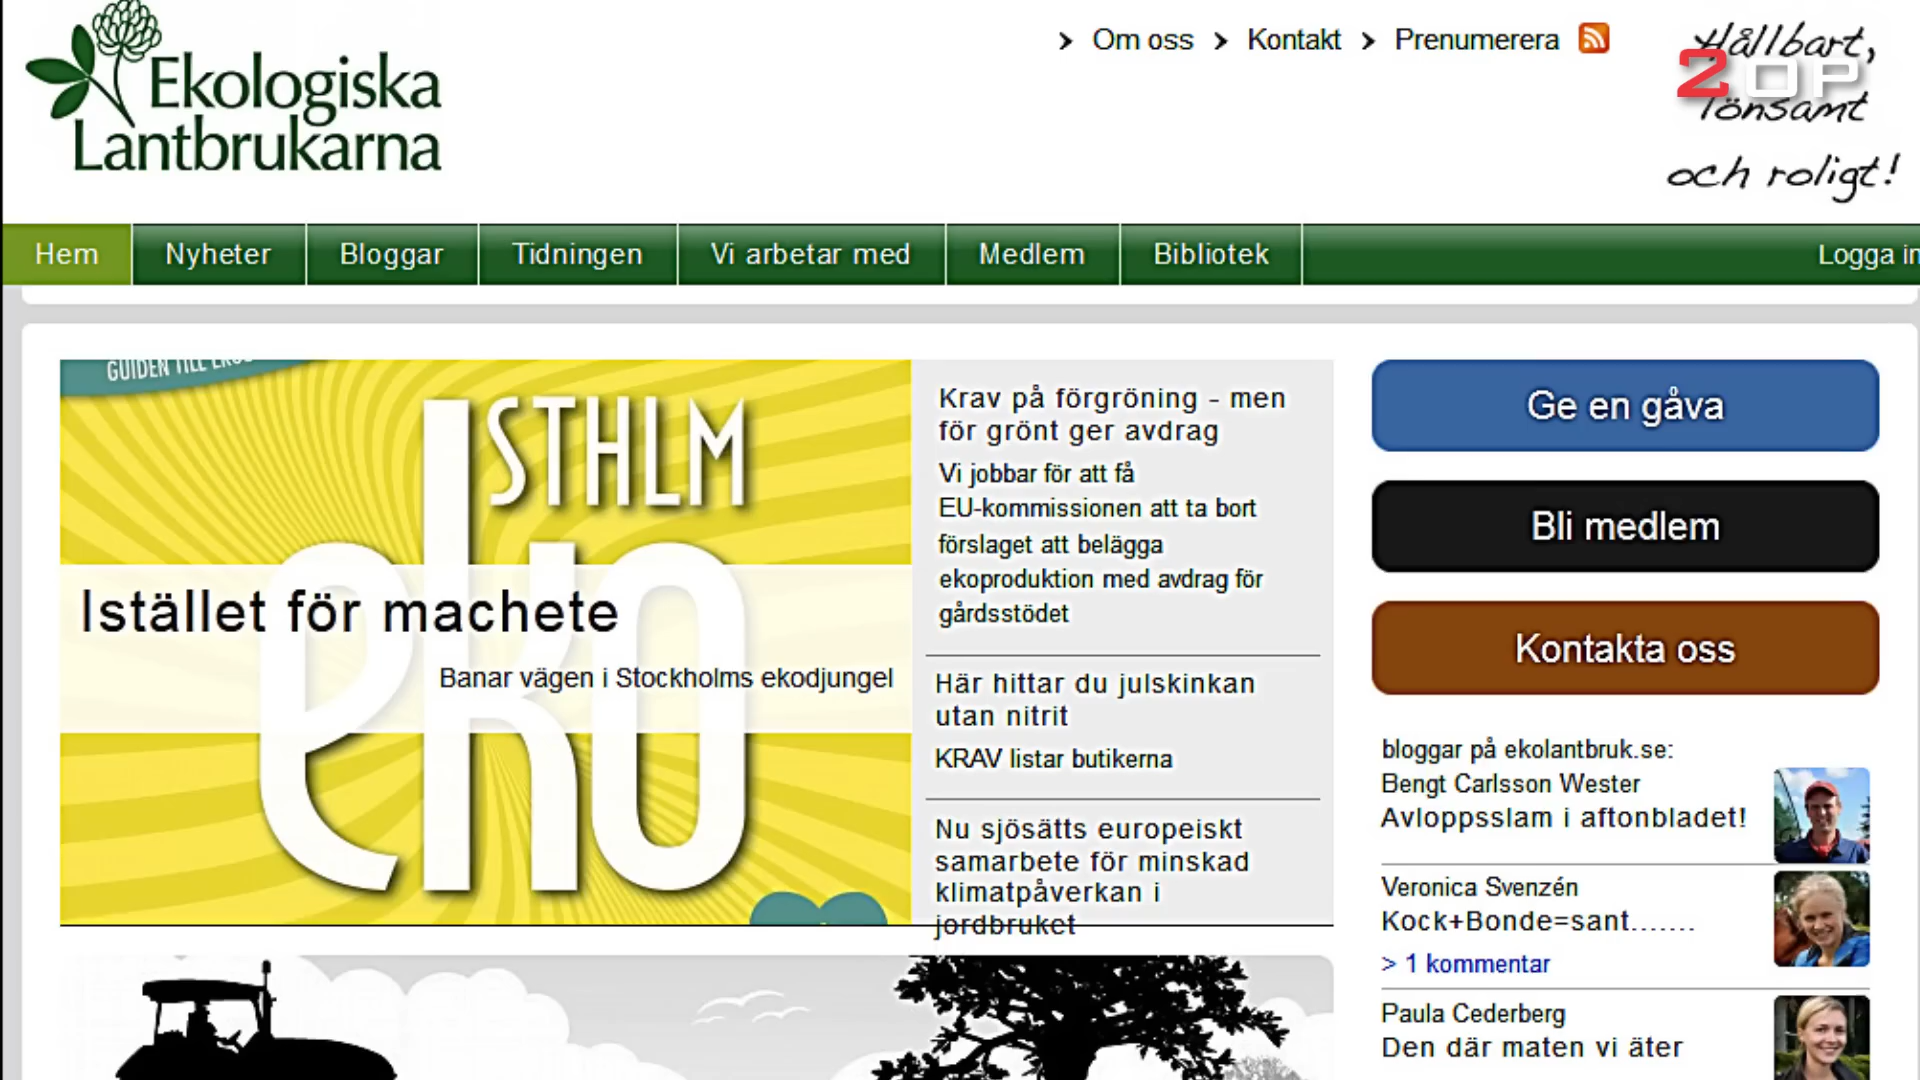 Ekologiska
Lantbrukarna
Om oss
Kontakt
Prenumerera
Hållbart,
lönsamt
och roligt!
2OP
Hem
Nyheter
Bloggar
Tidningen
Vi arbetar med
Medlem
Bibliotek
Logga in
GUIDEN TILL
STHLM
eko
Istället för machete
Banar vägen i Stockholms ekodjungel
Krav på förgröning - men
för grönt ger avdrag
Vi jobbar för att få
EU-kommissionen att ta bort
förslaget att belägga
ekoproduktion med avdrag för
gårdsstödet
Här hittar du julskinkan
utan nitrit
KRAV listar butikerna
Nu sjösätts europeiskt
samarbete för minskad
klimatpåverkan i
jordbruket
Ge en gåva
Bli medlem
Kontakta oss
bloggar på ekolantbruk.se:
Bengt Carlsson Wester
Avloppsslam i aftonbladet!
Veronica Svenzén
Kock+Bonde=sant.......
> 1 kommentar
Paula Cederberg
Den där maten vi äter